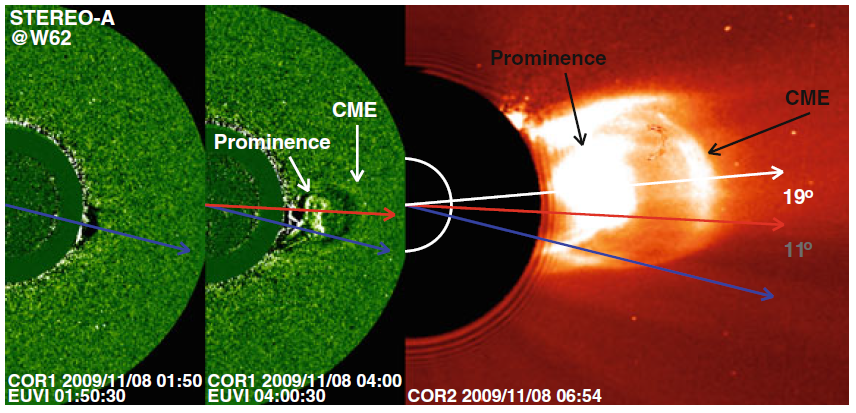 STEREO-A
@W62
CME
Prominence
Prominence
CME
19º
11º
COR1 2009/11/08 01:50
EUVI 01:50:30
COR1 2009/11/08 04:00
EUVI 04:00:30
COR2 2009/11/08 06:54